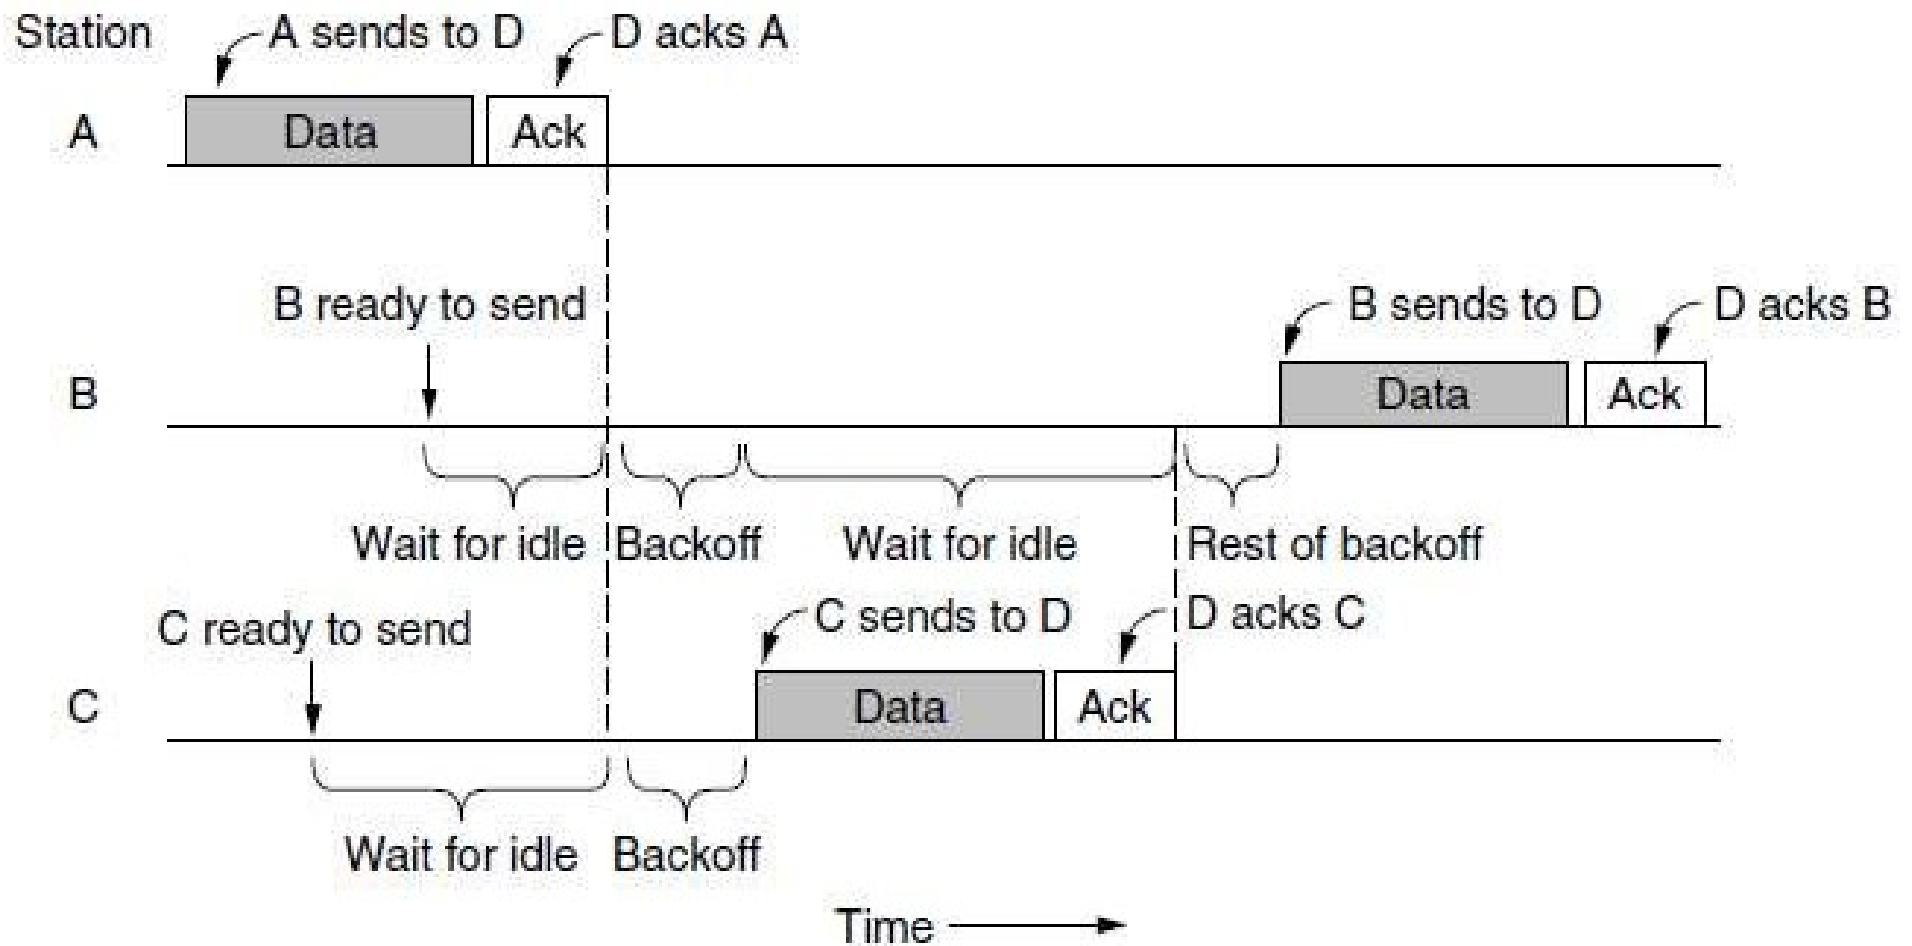 Station
A sends to D
D acks A
A
Data
Ack
B ready to send
B sends to D
D acks B
B
Data
Ack
Wait for idle
Backoff
Wait for idle
Rest of backoff
C ready to send
C sends to D
D acks C
C
Data
Ack
Wait for idle
Backoff
Time